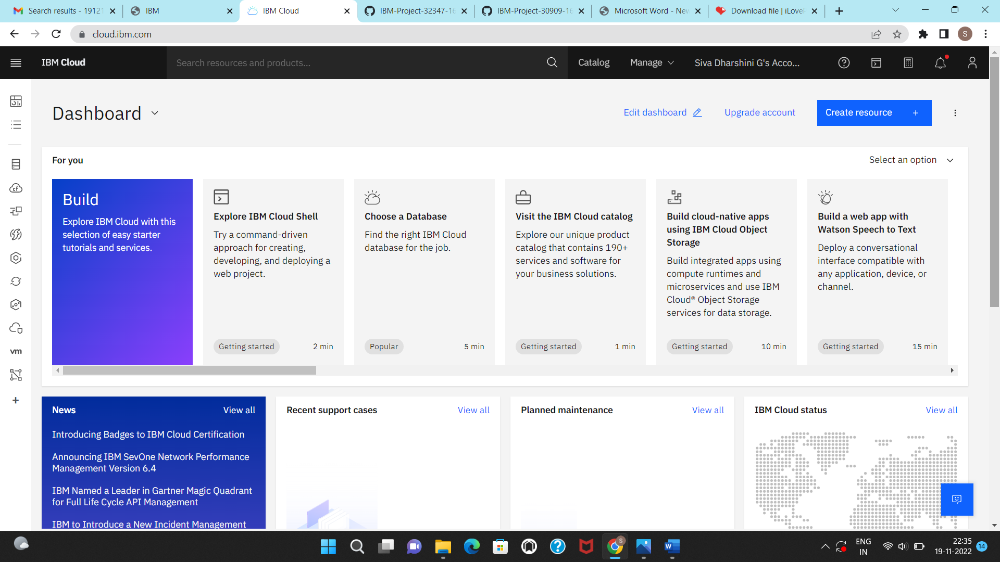 Search results - 19121
IBM
IBM Cloud
IBM-Project-32347-16
IBM-Project-30909-16
Microsoft Word - New
Download file | iLoveP
cloud.ibm.com
S
IBM Cloud
Search resources and products...
Catalog
Manage
Siva Dharshini G's Acco...
Dashboard
Edit dashboard
Upgrade account
Create resource +
For you
Select an option
Build
Explore IBM Cloud with this
selection of easy starter
tutorials and services.
Explore IBM Cloud Shell
Try a command-driven
approach for creating,
developing, and deploying a
web project.
Getting started
2 min
Choose a Database
Find the right IBM Cloud
database for the job.
Popular
5 min
Visit the IBM Cloud catalog
Explore our unique product
catalog that contains 190+
services and software for
your business solutions.
Getting started
1 min
Build cloud-native apps
using IBM Cloud Object
Storage
Build integrated apps using
compute runtimes and
microservices and use IBM
Cloud® Object Storage
services for data storage.
Getting started
10 min
Build a web app with
Watson Speech to Text
Deploy a conversational
interface compatible with
any application, device, or
channel.
Getting started
15 min
cf
vm
News
View all
Introducing Badges to IBM Cloud Certification
Announcing IBM SevOne Network Performance
Management Version 6.4
IBM Named a Leader in Gartner Magic Quadrant
for Full Life Cycle API Management
IBM to Introduce a New Incident Management
Recent support cases
View all
Planned maintenance
View all
IBM Cloud status
View all
S
W
ENG
IN
22:35
19-11-2022
14